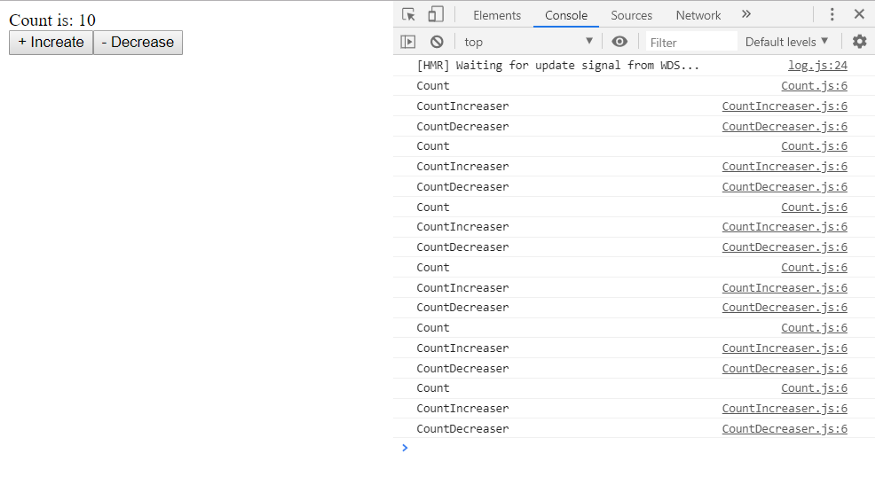 Count is: 10
+ Increate - Decrease
Elements Console Sources Network »
top Filter Default levels
[HMR] Waiting for update signal from WDS... log.js:24
Count Count.js:6
CountIncreaser CountIncreaser.js:6
CountDecreaser CountDecreaser.js:6
Count Count.js:6
CountIncreaser CountIncreaser.js:6
CountDecreaser CountDecreaser.js:6
Count Count.js:6
CountIncreaser CountIncreaser.js:6
CountDecreaser CountDecreaser.js:6
Count Count.js:6
CountIncreaser CountIncreaser.js:6
CountDecreaser CountDecreaser.js:6
Count Count.js:6
CountIncreaser CountIncreaser.js:6
CountDecreaser CountDecreaser.js:6
Count Count.js:6
CountIncreaser CountIncreaser.js:6
CountDecreaser CountDecreaser.js:6